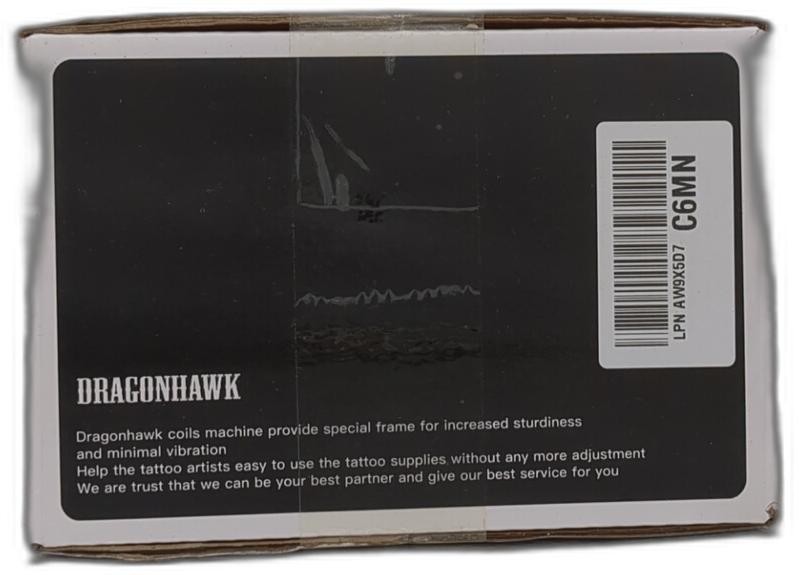 DRAGONHAWK
Dragonhawk coils machine provide special frame for increased sturdiness
and minimal vibration
Help the tattoo artists easy to use the tattoo supplies without any more adjustment
We are trust that we can be your best partner and give our best service for you
LPN AW9X5D7
C6MN